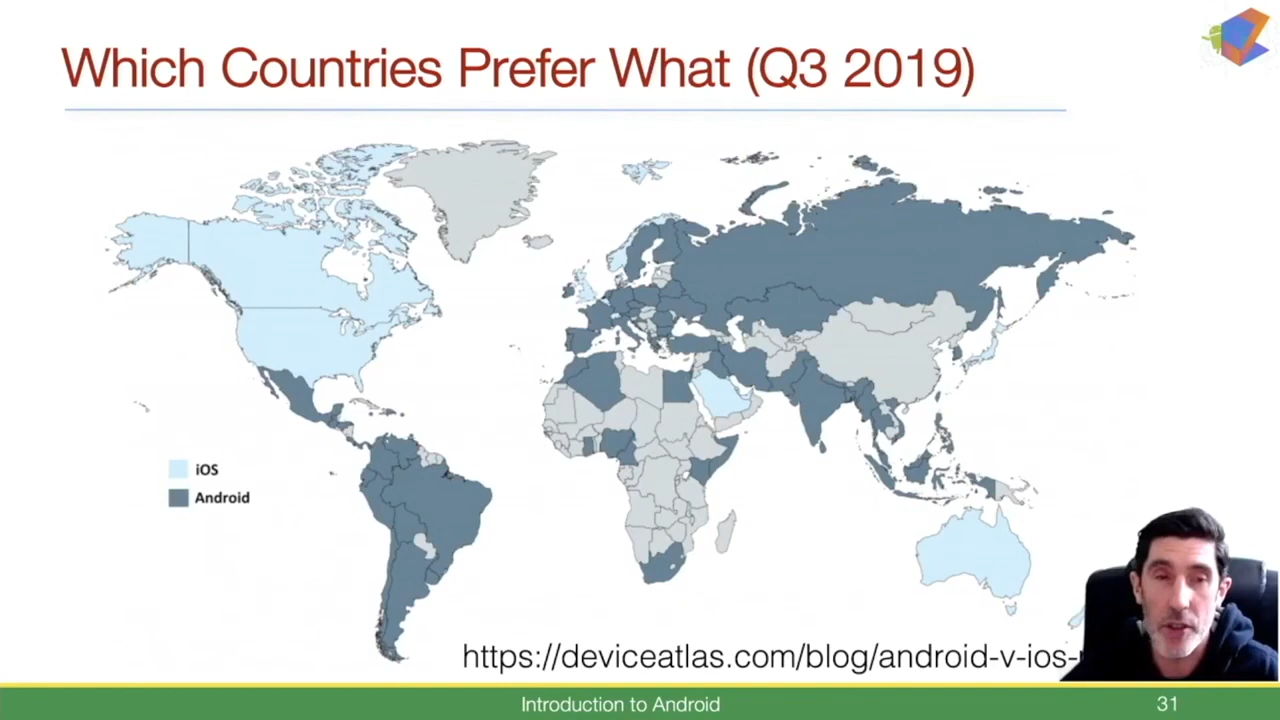 Which Countries Prefer What (Q3 2019)
iOS
Android
https://deviceatlas.com/blog/android-v-ios-
Introduction to Android
31